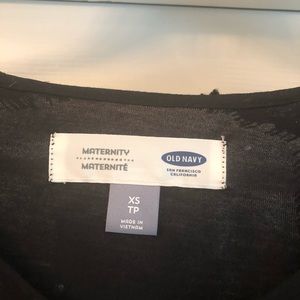 MATERNITY
MATERNITÉ
OLD NAVY
SAN FRANCISCO
CALIFORNIA
XS
TP
MADE IN
VIETNAM